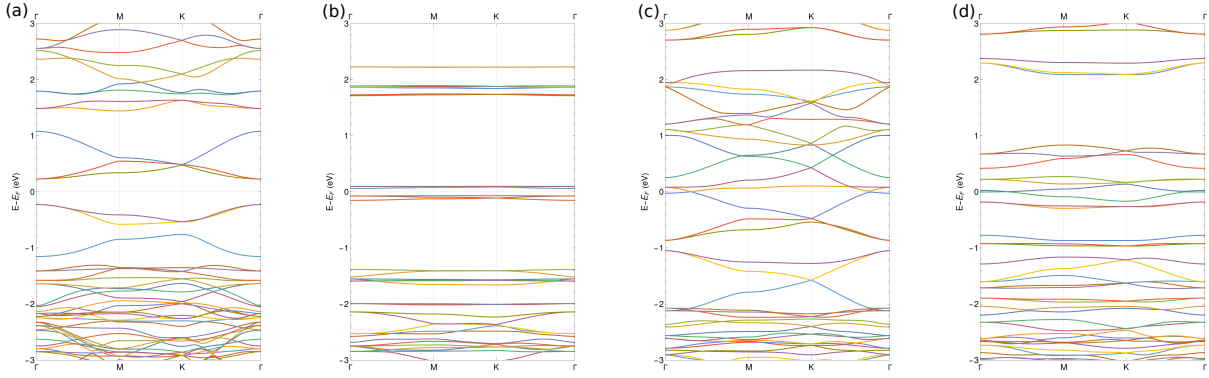 (a) (b) (c) (d)
Γ M K Γ Γ M K Γ Γ M K Γ Γ M K Γ
3 3 3 3
2 2 2 2
1 1 1 1
E−E_F (eV) E−E_F (eV) E−E_F (eV) E−E_F (eV)
0 0 0 0
−1 −1 −1 −1
−2 −2 −2 −2
−3 −3 −3 −3
Γ M K Γ Γ M K Γ Γ M K Γ Γ M K Γ